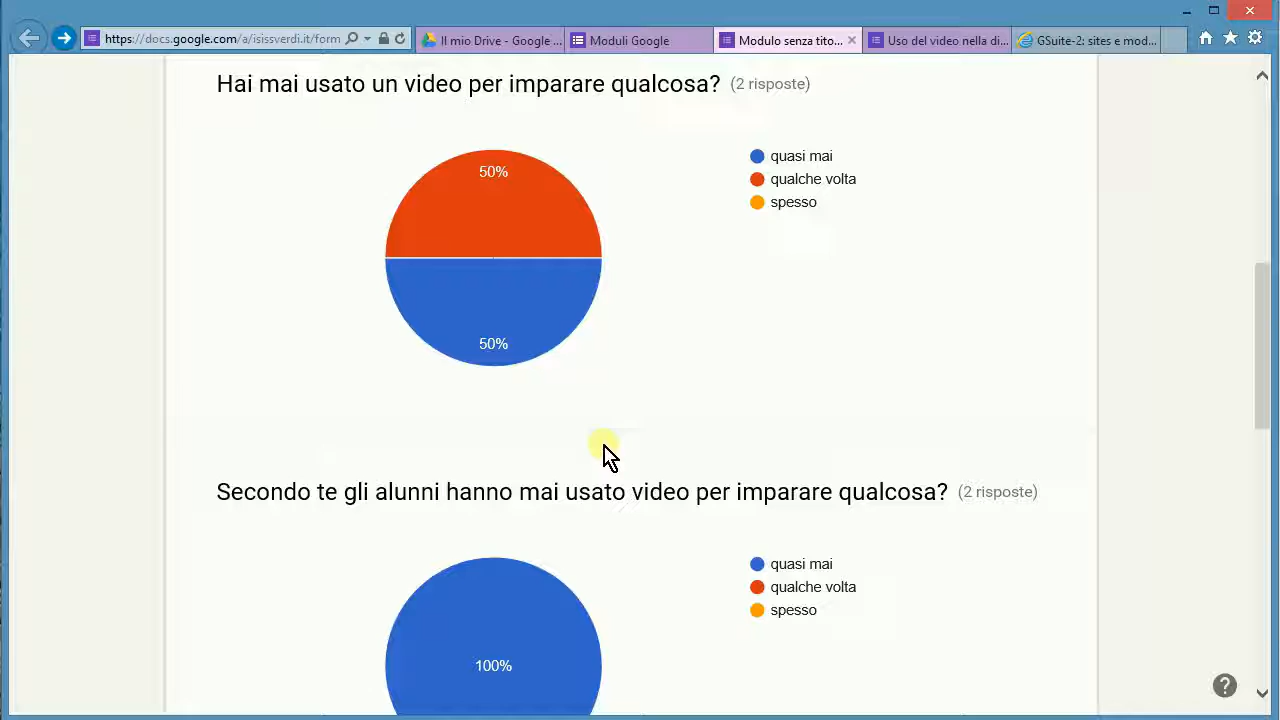 https://docs.google.com/a/isissverdi.it/form
Il mio Drive - Google ...
Moduli Google
Modulo senza tito...
Uso del video nella di...
GSuite-2: sites e mod...
Hai mai usato un video per imparare qualcosa? (2 risposte)
50%
50%
quasi mai
qualche volta
spesso
Secondo te gli alunni hanno mai usato video per imparare qualcosa? (2 risposte)
100%
quasi mai
qualche volta
spesso